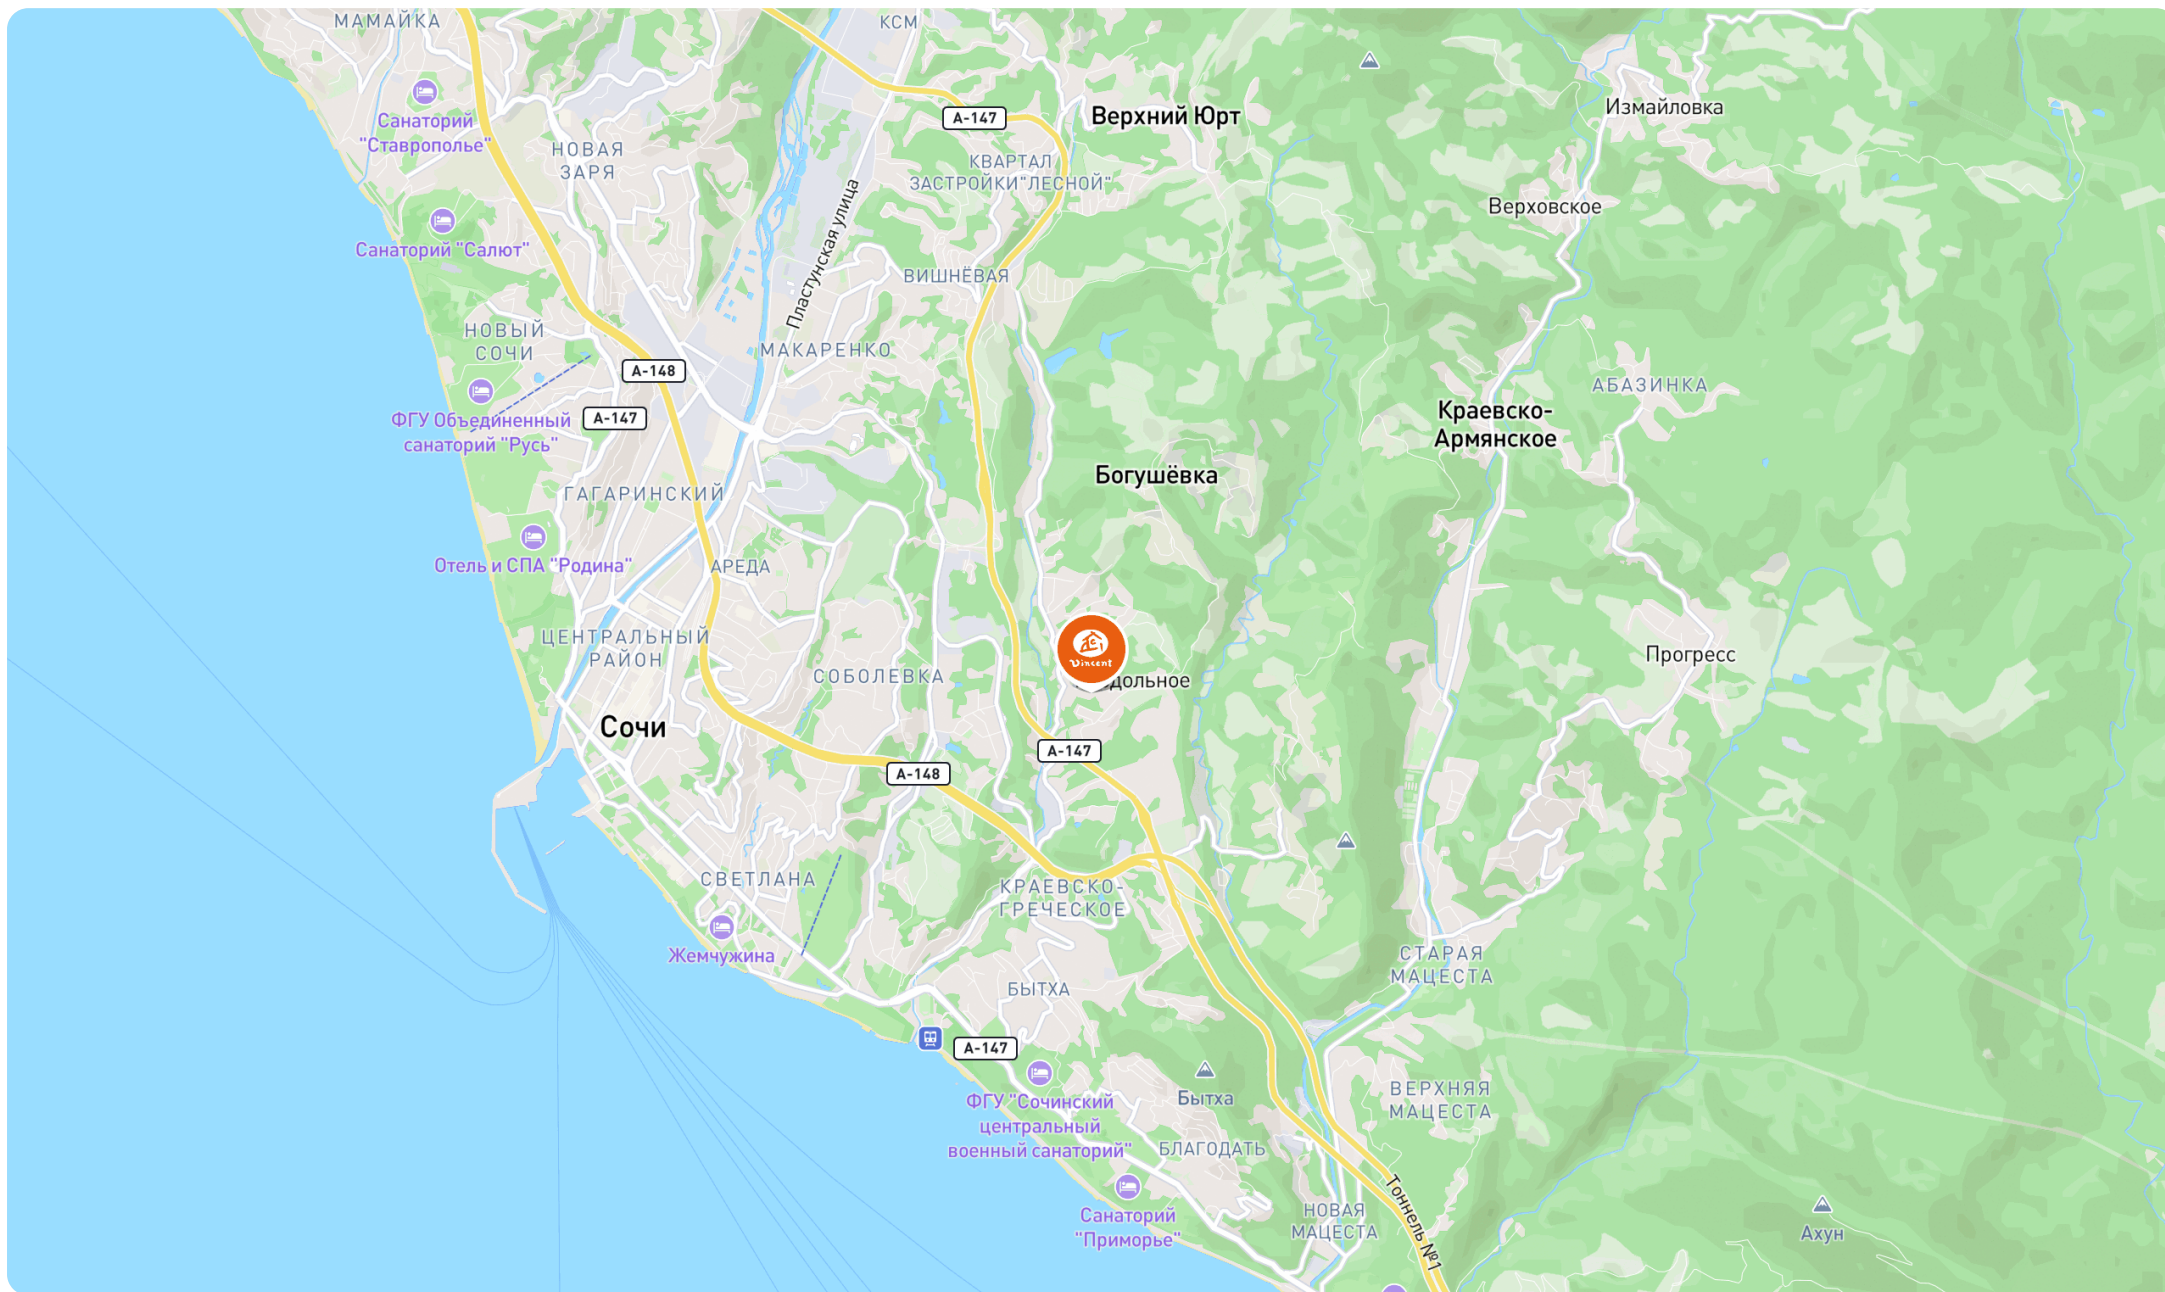 МАМАЙКА
КСМ
Санаторий
"Ставрополье"
А-147
Верхний Юрт
Измайловка
НОВАЯ
ЗАРЯ
КВАРТАЛ
ЗАСТРОЙКИ"ЛЕСНОЙ"
Верховское
Санаторий "Салют"
Пластунская улица
ВИШНЁВАЯ
НОВЫЙ
СОЧИ
МАКАРЕНКО
А-148
АБАЗИНКА
ФГУ Объединенный
санаторий "Русь"
А-147
Краевско-
Армянское
Богушёвка
ГАГАРИНСКИЙ
Отель и СПА "Родина"
АРЕДА
ЦЕНТРАЛЬНЫЙ
РАЙОН
Vincent
СОБОЛЕВКА
дольное
Прогресс
Сочи
А-147
А-148
СВЕТЛАНА
КРАЕВСКО-
ГРЕЧЕСКОЕ
Жемчужина
СТАРАЯ
МАЦЕСТА
БЫТХА
А-147
ФГУ "Сочинский
центральный
военный санаторий"
Бытха
ВЕРХНЯЯ
МАЦЕСТА
БЛАГОДАТЬ
Санаторий
"Приморье"
НОВАЯ
МАЦЕСТА
Тоннель №1
Ахун